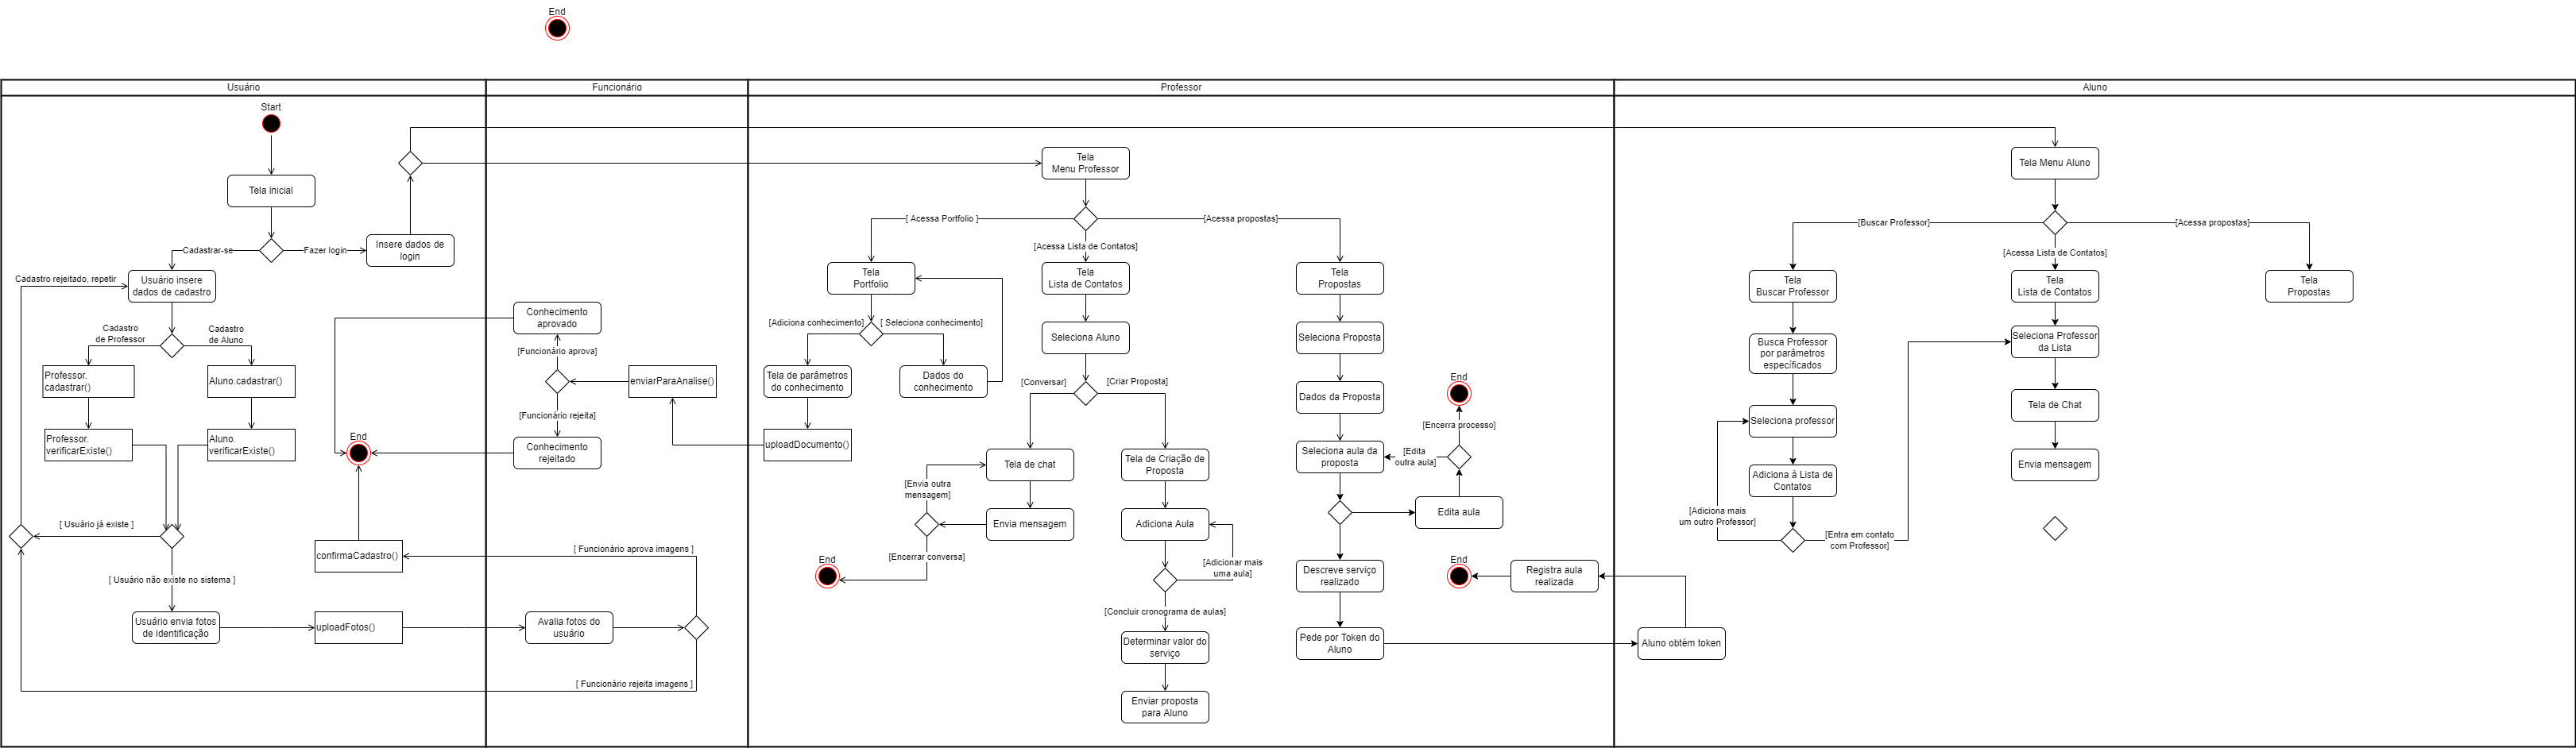 End
Usuário
Funcionário
Professor
Aluno
Start
Tela inicial
Cadastrar-se
Fazer login
Insere dados de
login
Cadastro rejeitado, repetir
Usuário insere
dados de cadastro
Cadastro
de Professor
Cadastro
de Aluno
Professor.
cadastrar()
Aluno.cadastrar()
Professor.
verificarExiste()
Aluno.
verificarExiste()
End
[ Usuário já existe ]
[ Usuário não existe no sistema ]
confirmaCadastro()
Usuário envia fotos
de identificação
uploadFotos()
Conhecimento
aprovado
[Funcionário aprova]
enviarParaAnalise()
[Funcionário rejeita]
Conhecimento
rejeitado
[ Funcionário aprova imagens ]
Avalia fotos do
usuário
[ Funcionário rejeita imagens ]
Tela
Menu Professor
[ Acessa Portfolio ]
[Acessa propostas]
[Acessa Lista de Contatos]
Tela
Portfolio
Tela
Lista de Contatos
Tela
Propostas
[Adiciona conhecimento]
[ Seleciona conhecimento]
Seleciona Aluno
Seleciona Proposta
Tela de parâmetros
do conhecimento
Dados do
conhecimento
[Conversar]
[Criar Proposta]
Dados da Proposta
End
[Encerra processo]
uploadDocumento()
Seleciona aula da
proposta
[Edita
outra aula]
Tela de chat
Tela de Criação de
Proposta
[Envia outra
mensagem]
Envia mensagem
Adiciona Aula
Edita aula
[Encerrar conversa]
End
[Adicionar mais
uma aula]
Descreve serviço
realizado
End
Registra aula
realizada
[Concluir cronograma de aulas]
Determinar valor do
serviço
Pede por Token do
Aluno
Aluno obtém token
Enviar proposta
para Aluno
Tela Menu Aluno
[Buscar Professor]
[Acessa propostas]
[Acessa Lista de Contatos]
Tela
Buscar Professor
Tela
Lista de Contatos
Tela
Propostas
Busca Professor
por parâmetros
específicados
Seleciona Professor
da Lista
Seleciona professor
Tela de Chat
Adiciona à Lista de
Contatos
Envia mensagem
[Adiciona mais
um outro Professor]
[Entra em contato
com Professor]